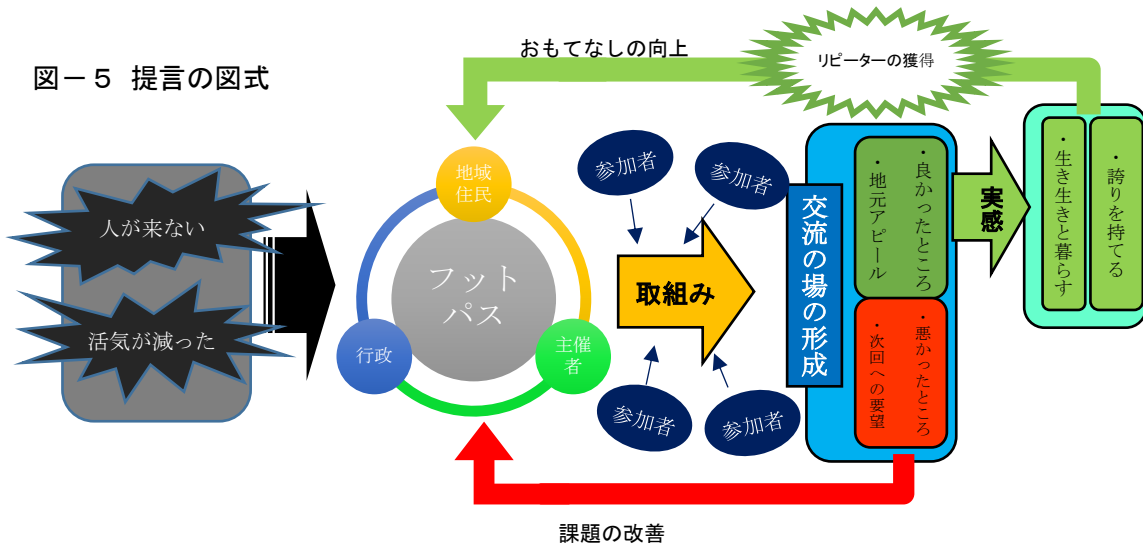 図－５ 提言の図式
おもてなしの向上
リピーターの獲得
人が来ない
活気が減った
地域
住民
フット
パス
行政
主催
者
参加者
参加者
取組み
参加者
参加者
交流の場の形成
・良かったところ
・地元アピール
・悪かったところ
・次回への要望
実感
・誇りを持てる
・生き生きと暮らす
課題の改善